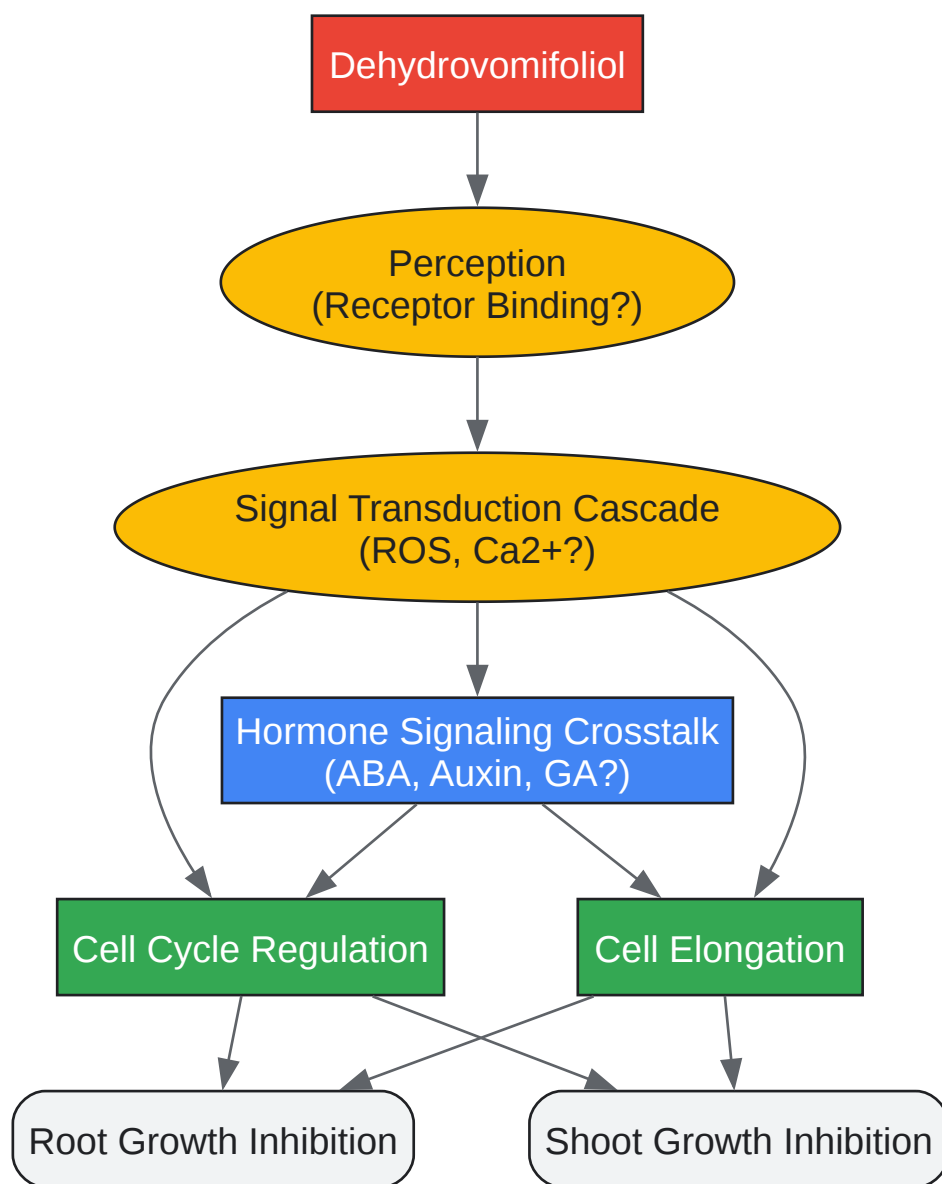 Dehydrovomifoliol
Perception
(Receptor Binding?)
Signal Transduction Cascade
(ROS, Ca2+?)
Hormone Signaling Crosstalk
(ABA, Auxin, GA?)
Cell Cycle Regulation
Cell Elongation
Root Growth Inhibition
Shoot Growth Inhibition